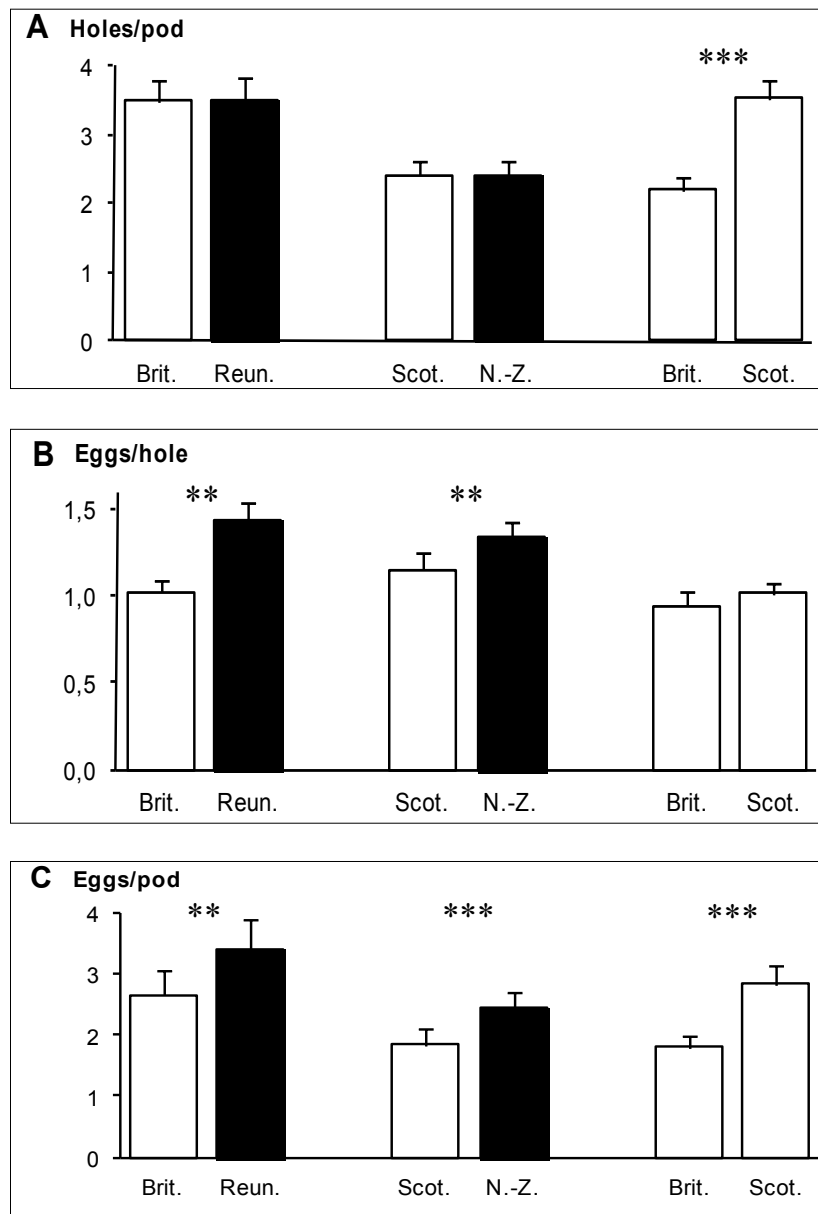 A Holes/pod
***
4
3
2
1
0
Brit. Reun. Scot. N.-Z. Brit. Scot.
B Eggs/hole
** **
1,5
1,0
0,5
0,0
Brit. Reun. Scot. N.-Z. Brit. Scot.
C Eggs/pod
** *** ***
4
3
2
1
0
Brit. Reun. Scot. N.-Z. Brit. Scot.